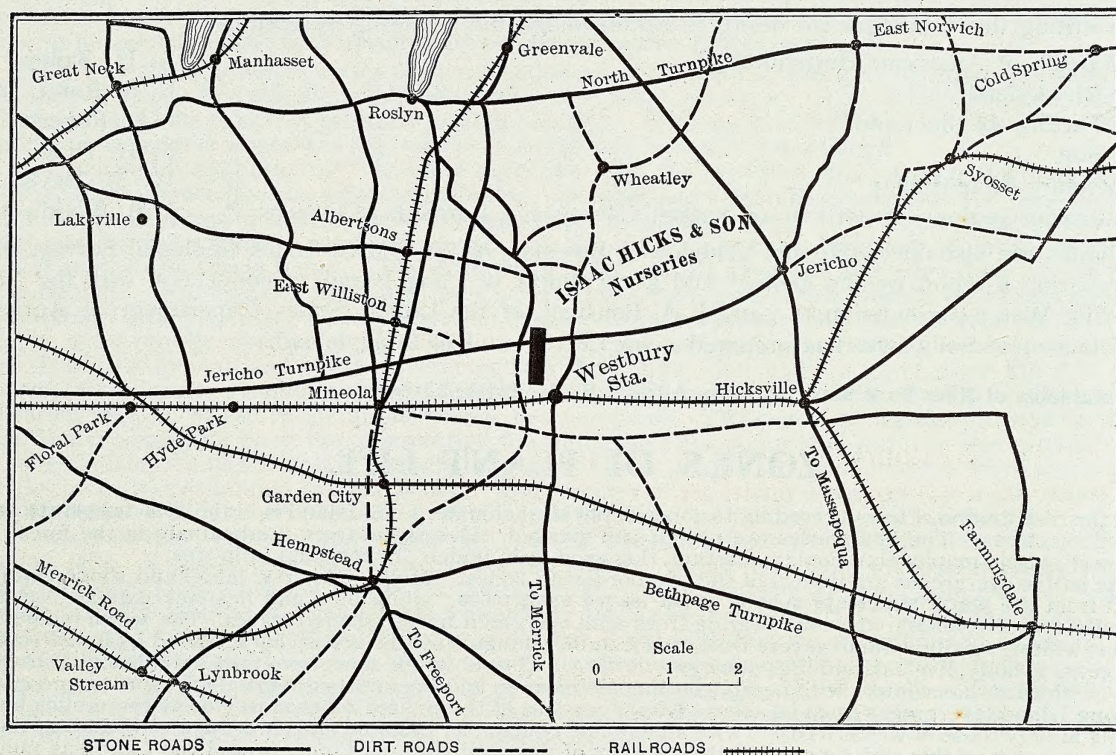 East Norwich
Greenvale
Manhasset
Great Neck
North Turnpike
Cold Spring
Roslyn
Syosset
Wheatley
Lakeville
Albertsons
ISAAC HICKS & SON
Nurseries
Jericho
East Williston
Jericho Turnpike
Westbury
Sta.
Mineola
Hicksville
Floral Park
Hyde Park
Garden City
To Massapequa
Hempstead
Farmingdale
Merrick Road
Bethpage Turnpike
To Merrick
To Freeport
Valley
Stream
Lynbrook
Scale
0 1 2
STONE ROADS DIRT ROADS RAILROADS